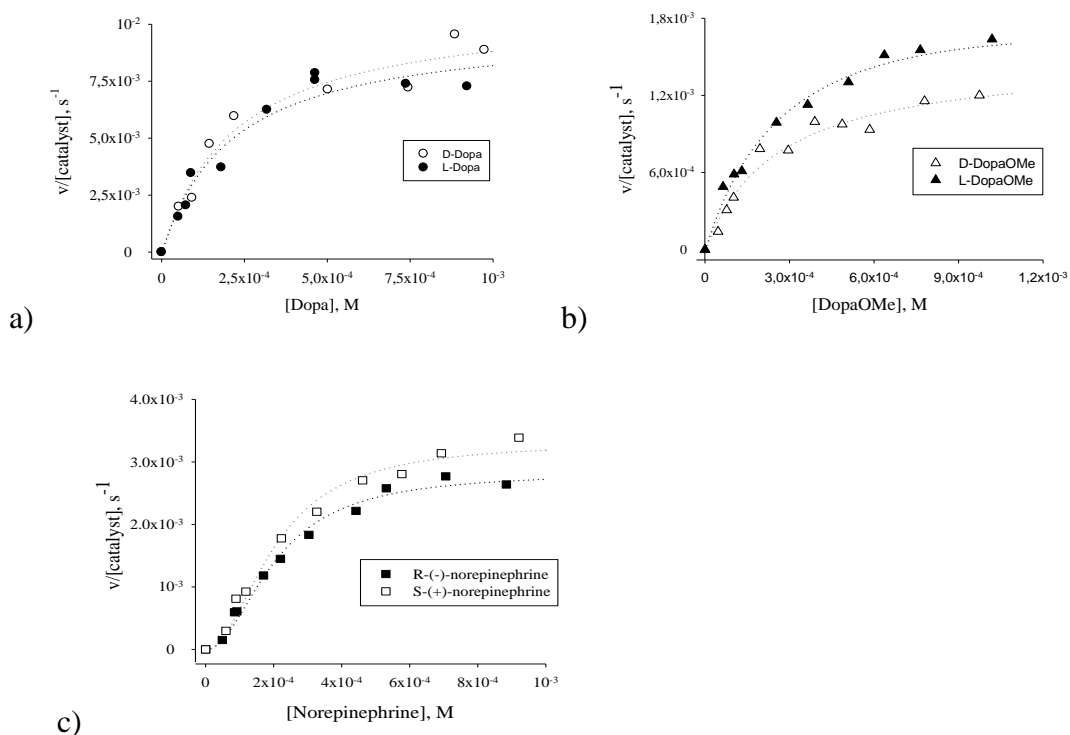 10⁻²
7,5x10⁻³
5,0x10⁻³
2,5x10⁻³
0
v/[catalyst], s⁻¹
D-Dopa
L-Dopa
0 2,5x10⁻⁴ 5,0x10⁻⁴ 7,5x10⁻⁴ 10⁻³
[Dopa], M
a)
1,8x10⁻³
1,2x10⁻³
6,0x10⁻⁴
0
v/[catalyst], s⁻¹
D-DopaOMe
L-DopaOMe
0 3,0x10⁻⁴ 6,0x10⁻⁴ 9,0x10⁻⁴ 1,2x10⁻³
[DopaOMe], M
b)
4.0x10⁻³
3.0x10⁻³
2.0x10⁻³
10⁻³
0
v/[catalyst], s⁻¹
R-(-)-norepinephrine
S-(+)-norepinephrine
0 2x10⁻⁴ 4x10⁻⁴ 6x10⁻⁴ 8x10⁻⁴ 10⁻³
[Norepinephrine], M
c)